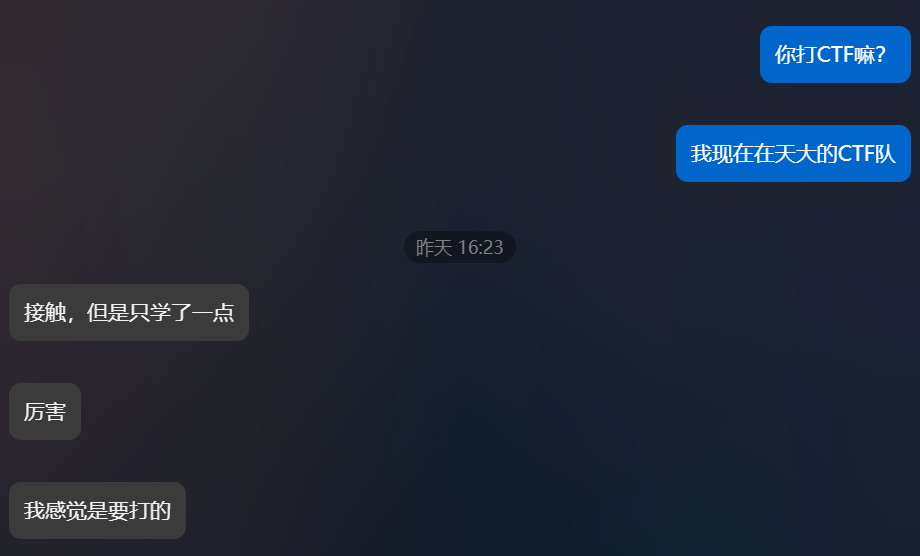 你打CTF嘛？
我现在在天大的CTF队
昨天 16:23
接触，但是只学了一点
厉害
我感觉是要打的